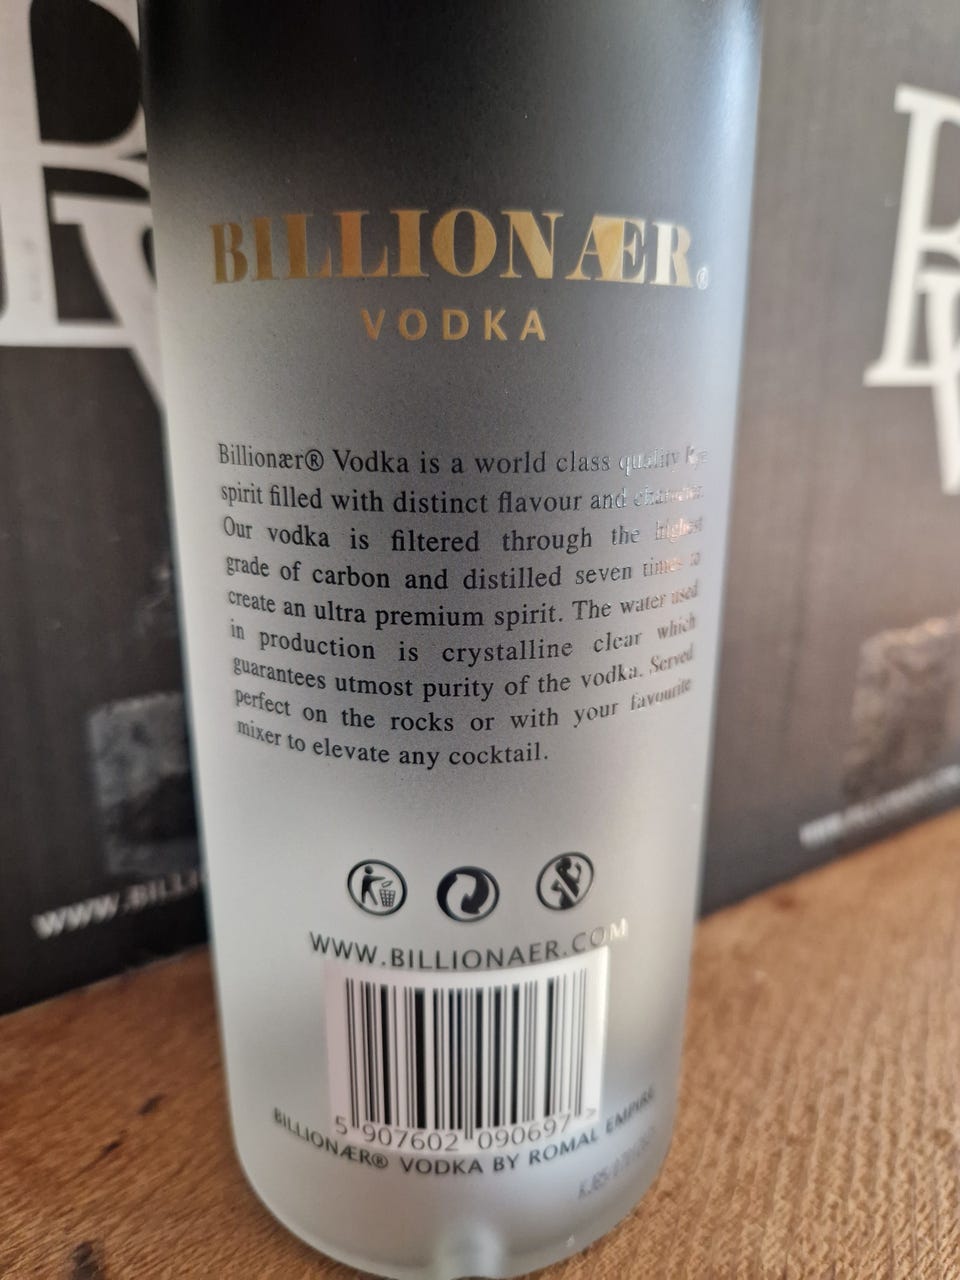 BILLIONÆR®
VODKA
Billionær® Vodka is a world class quality Rye
spirit filled with distinct flavour and character.
Our vodka is filtered through the highest
grade of carbon and distilled seven times to
create an ultra premium spirit. The water used
in production is crystalline clear which
guarantees utmost purity of the vodka. Served
perfect on the rocks or with your favourite
mixer to elevate any cocktail.
WWW.BILLIONAER.COM
5 907602 090697 >
BILLIONÆR® VODKA BY ROMAL EMPIRE